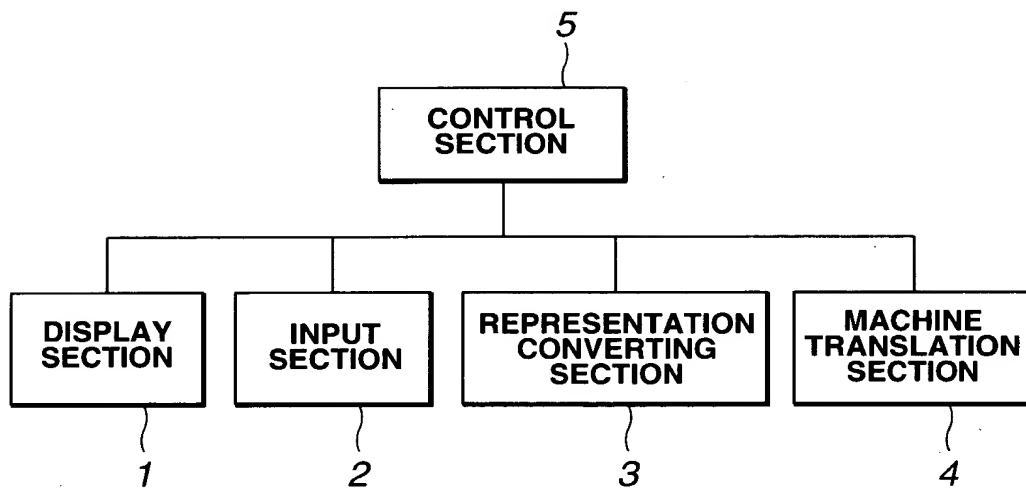 5
CONTROL
SECTION
DISPLAY
SECTION
INPUT
SECTION
REPRESENTATION
CONVERTING
SECTION
MACHINE
TRANSLATION
SECTION
1
2
3
4